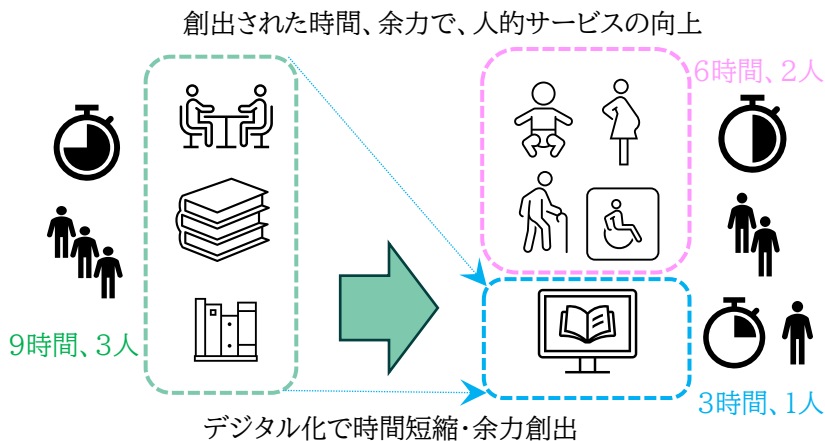 創出された時間、余力で、人的サービスの向上
6時間、2人
9時間、3人
3時間、1人
デジタル化で時間短縮・余力創出